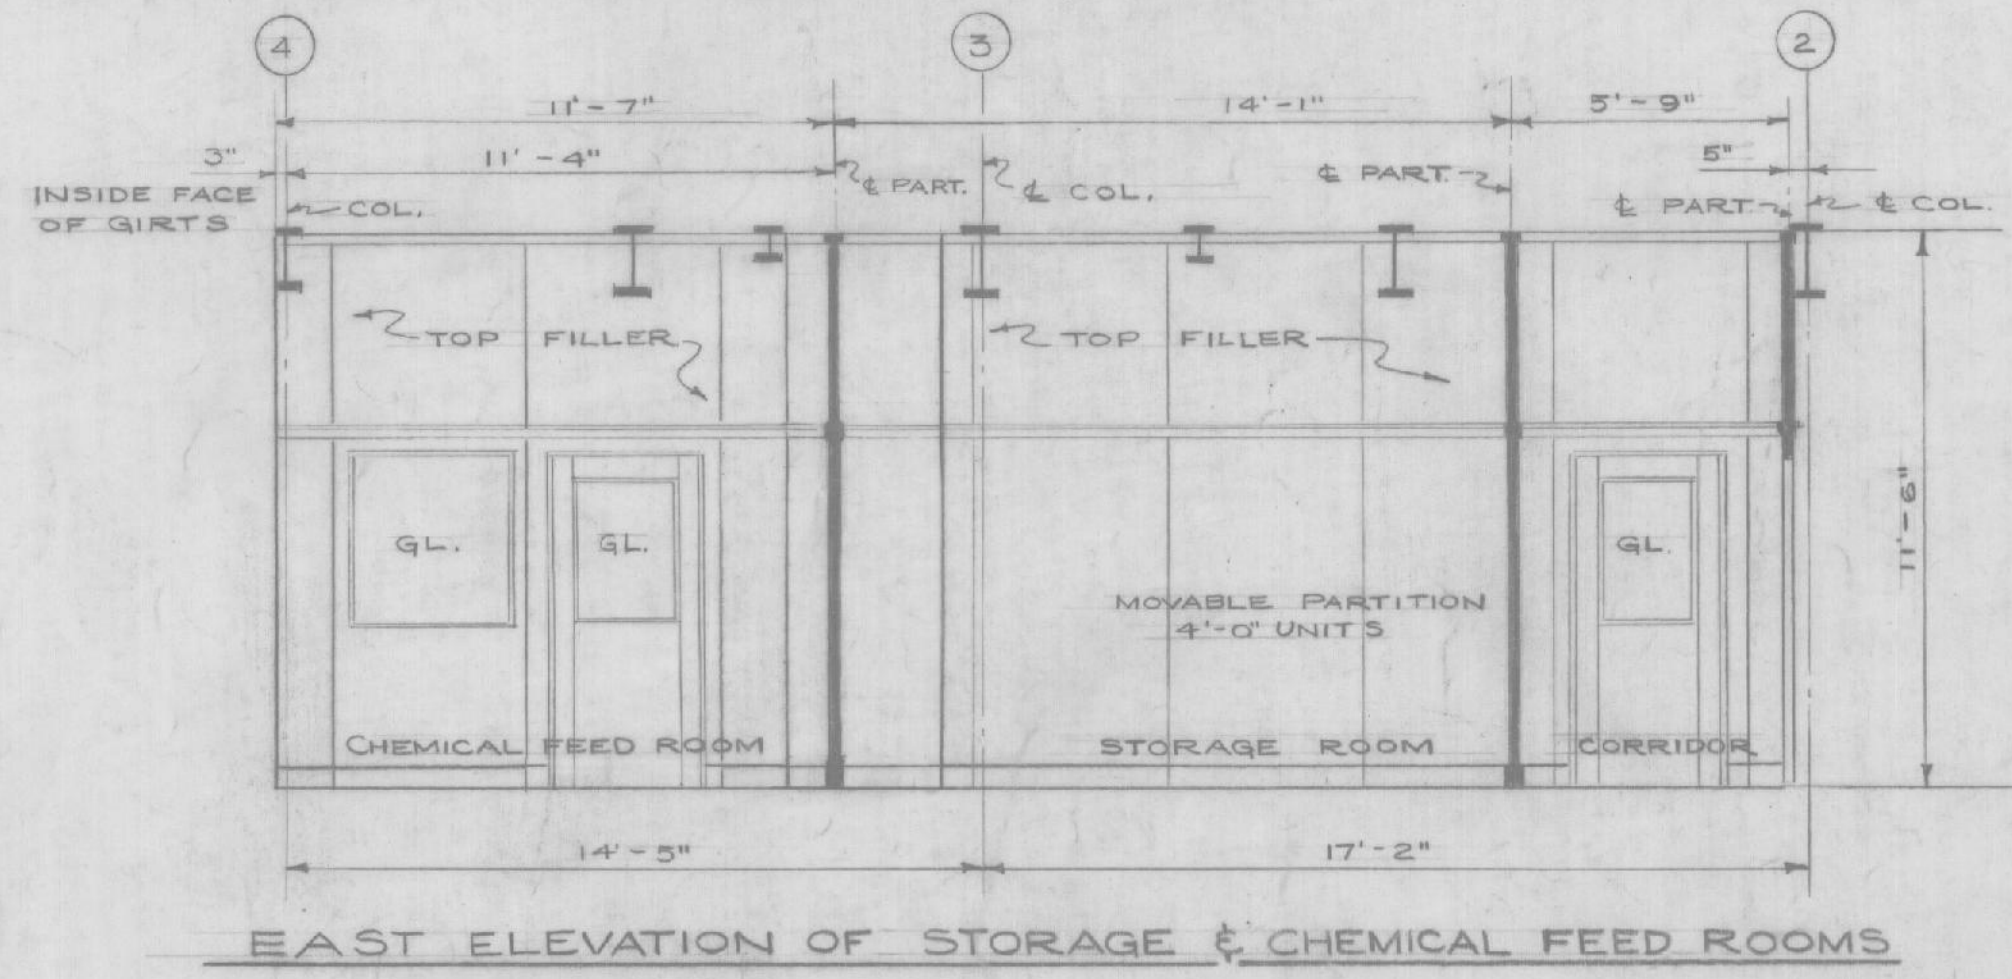 4
3
2
11'-7"
14'-1"
5'-9"
3"
11'-4"
5"
INSIDE FACE
OF GIRTS
COL.
℄ PART.
℄ COL.
℄ PART.
℄ PART.
℄ COL.
TOP FILLER
TOP FILLER
GL.
GL.
GL.
11'-6"
MOVABLE PARTITION
4'-0" UNITS
CHEMICAL FEED ROOM
STORAGE ROOM
CORRIDOR
14'-5"
17'-2"
EAST ELEVATION OF STORAGE & CHEMICAL FEED ROOMS